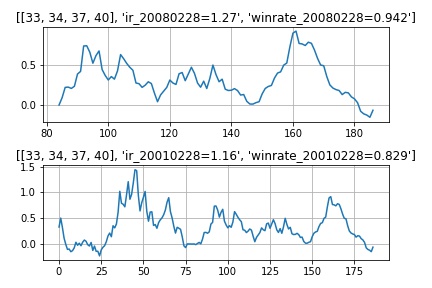 [[33, 34, 37, 40], 'ir_20080228=1.27', 'winrate_20080228=0.942']
0.5
0.0
80 100 120 140 160 180
[[33, 34, 37, 40], 'ir_20010228=1.16', 'winrate_20010228=0.829']
1.5
1.0
0.5
0.0
0 25 50 75 100 125 150 175